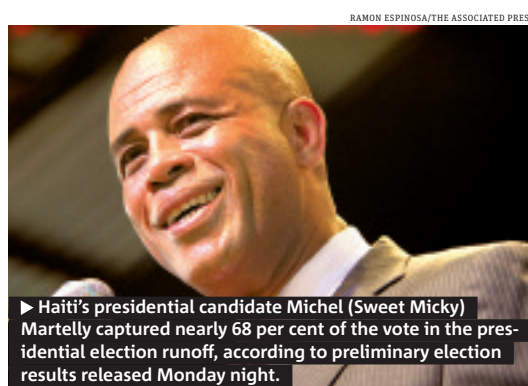 RAMON ESPINOSA/THE ASSOCIATED PRES
▶ Haiti's presidential candidate Michel (Sweet Micky)
Martelly captured nearly 68 per cent of the vote in the pres-
idential election runoff, according to preliminary election
results released Monday night.